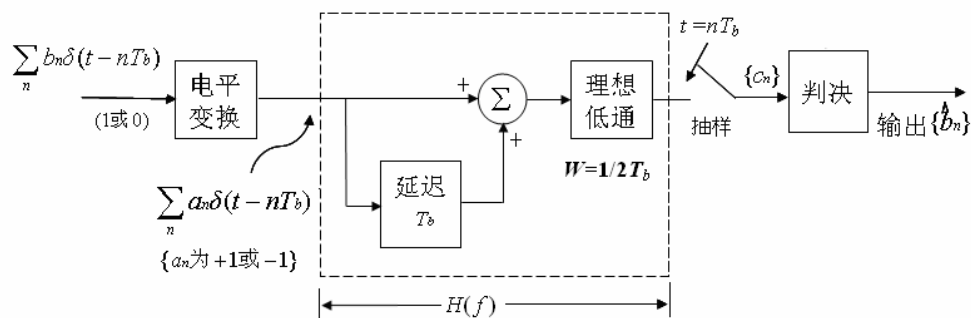 ∑ₙ bₙδ(t − nT_b)
(1或 0)
电平
变换
∑ₙ aₙδ(t − nT_b)
{aₙ为 +1或 −1}
+
Σ
+
延迟
T_b
理想
低通
W=1/2T_b
H(f)
t = nT_b
{cₙ}
抽样
判决
输出{b̂ₙ}